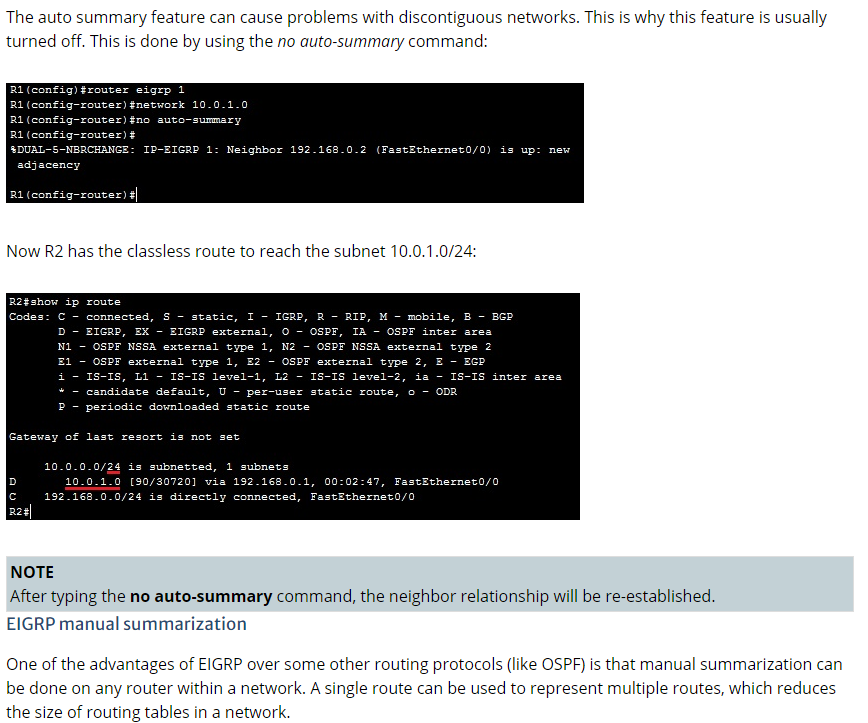 The auto summary feature can cause problems with discontiguous networks. This is why this feature is usually
turned off. This is done by using the no auto-summary command:
R1(config)#router eigrp 1
R1(config-router)#network 10.0.1.0
R1(config-router)#no auto-summary
R1(config-router)#
%DUAL-5-NBRCHANGE: IP-EIGRP 1: Neighbor 192.168.0.2 (FastEthernet0/0) is up: new
adjacency
R1(config-router)#
Now R2 has the classless route to reach the subnet 10.0.1.0/24:
R2#show ip route
Codes: C - connected, S - static, I - IGRP, R - RIP, M - mobile, B - BGP
D - EIGRP, EX - EIGRP external, O - OSPF, IA - OSPF inter area
N1 - OSPF NSSA external type 1, N2 - OSPF NSSA external type 2
E1 - OSPF external type 1, E2 - OSPF external type 2, E - EGP
i - IS-IS, L1 - IS-IS level-1, L2 - IS-IS level-2, ia - IS-IS inter area
* - candidate default, U - per-user static route, o - ODR
P - periodic downloaded static route
Gateway of last resort is not set
10.0.0.0/24 is subnetted, 1 subnets
D 10.0.1.0 [90/30720] via 192.168.0.1, 00:02:47, FastEthernet0/0
C 192.168.0.0/24 is directly connected, FastEthernet0/0
R2#
NOTE
After typing the no auto-summary command, the neighbor relationship will be re-established.
EIGRP manual summarization
One of the advantages of EIGRP over some other routing protocols (like OSPF) is that manual summarization can
be done on any router within a network. A single route can be used to represent multiple routes, which reduces
the size of routing tables in a network.